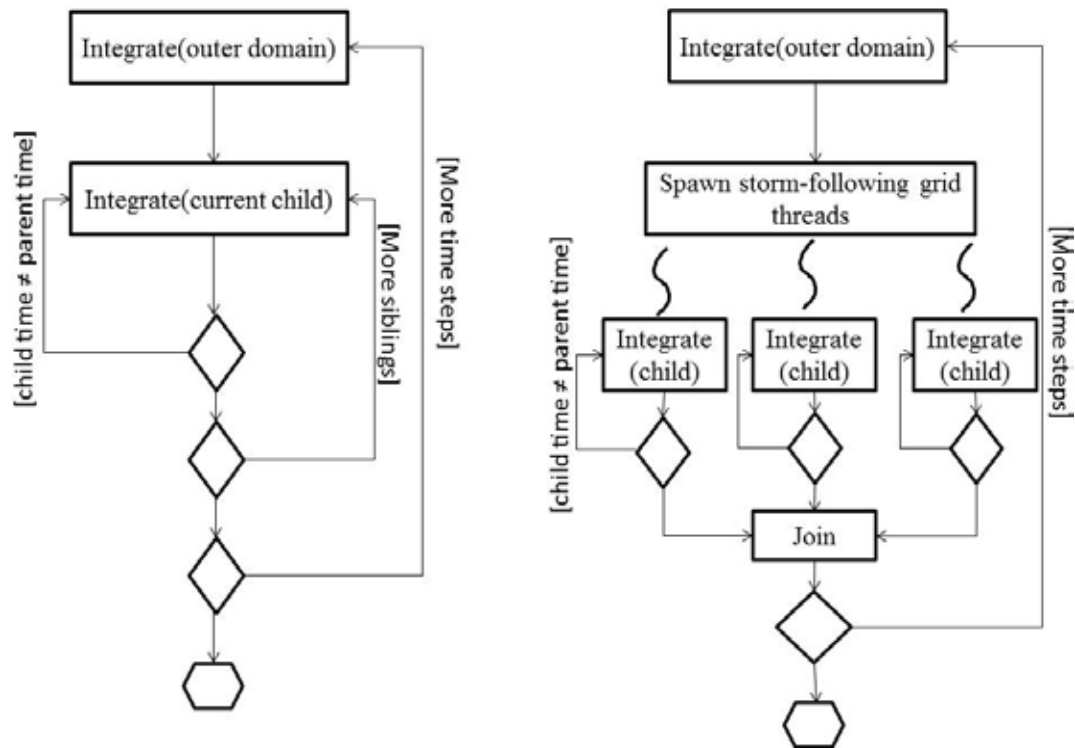 Integrate(outer domain)
Integrate(current child)
[child time ≠ parent time]
[More siblings]
[More time steps]
Integrate(outer domain)
Spawn storm-following grid
threads
Integrate
(child)
Integrate
(child)
Integrate
(child)
[child time ≠ parent time]
[More time steps]
Join